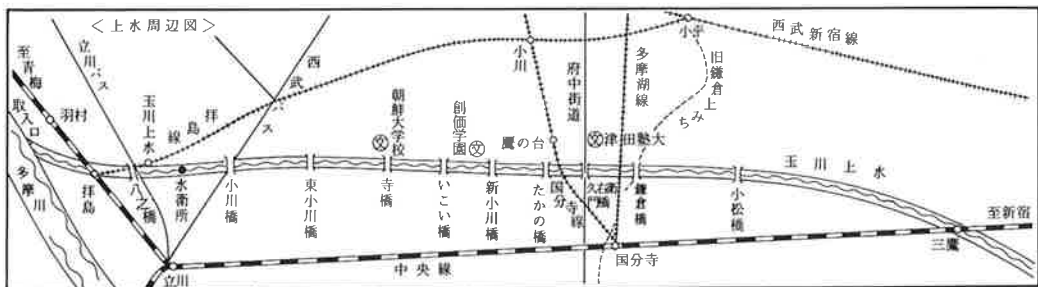 <上水周辺図>
至青梅
羽村
取入口
多摩川
拝島
立川バス
玉川上水
拝島線
西武バス
八之橋
水衛所
小川橋
東小川橋
朝鮮大学校
文
寺橋
創価学園
文
いこい橋
新小川橋
鷹の台
たかの橋
小川
国分寺線
府中街道
久右衛門橋
文津田塾大
多摩湖線
小平
旧鎌倉上みち
鎌倉橋
西武新宿線
小松橋
玉川上水
至新宿
三鷹
国分寺
中央線
立川